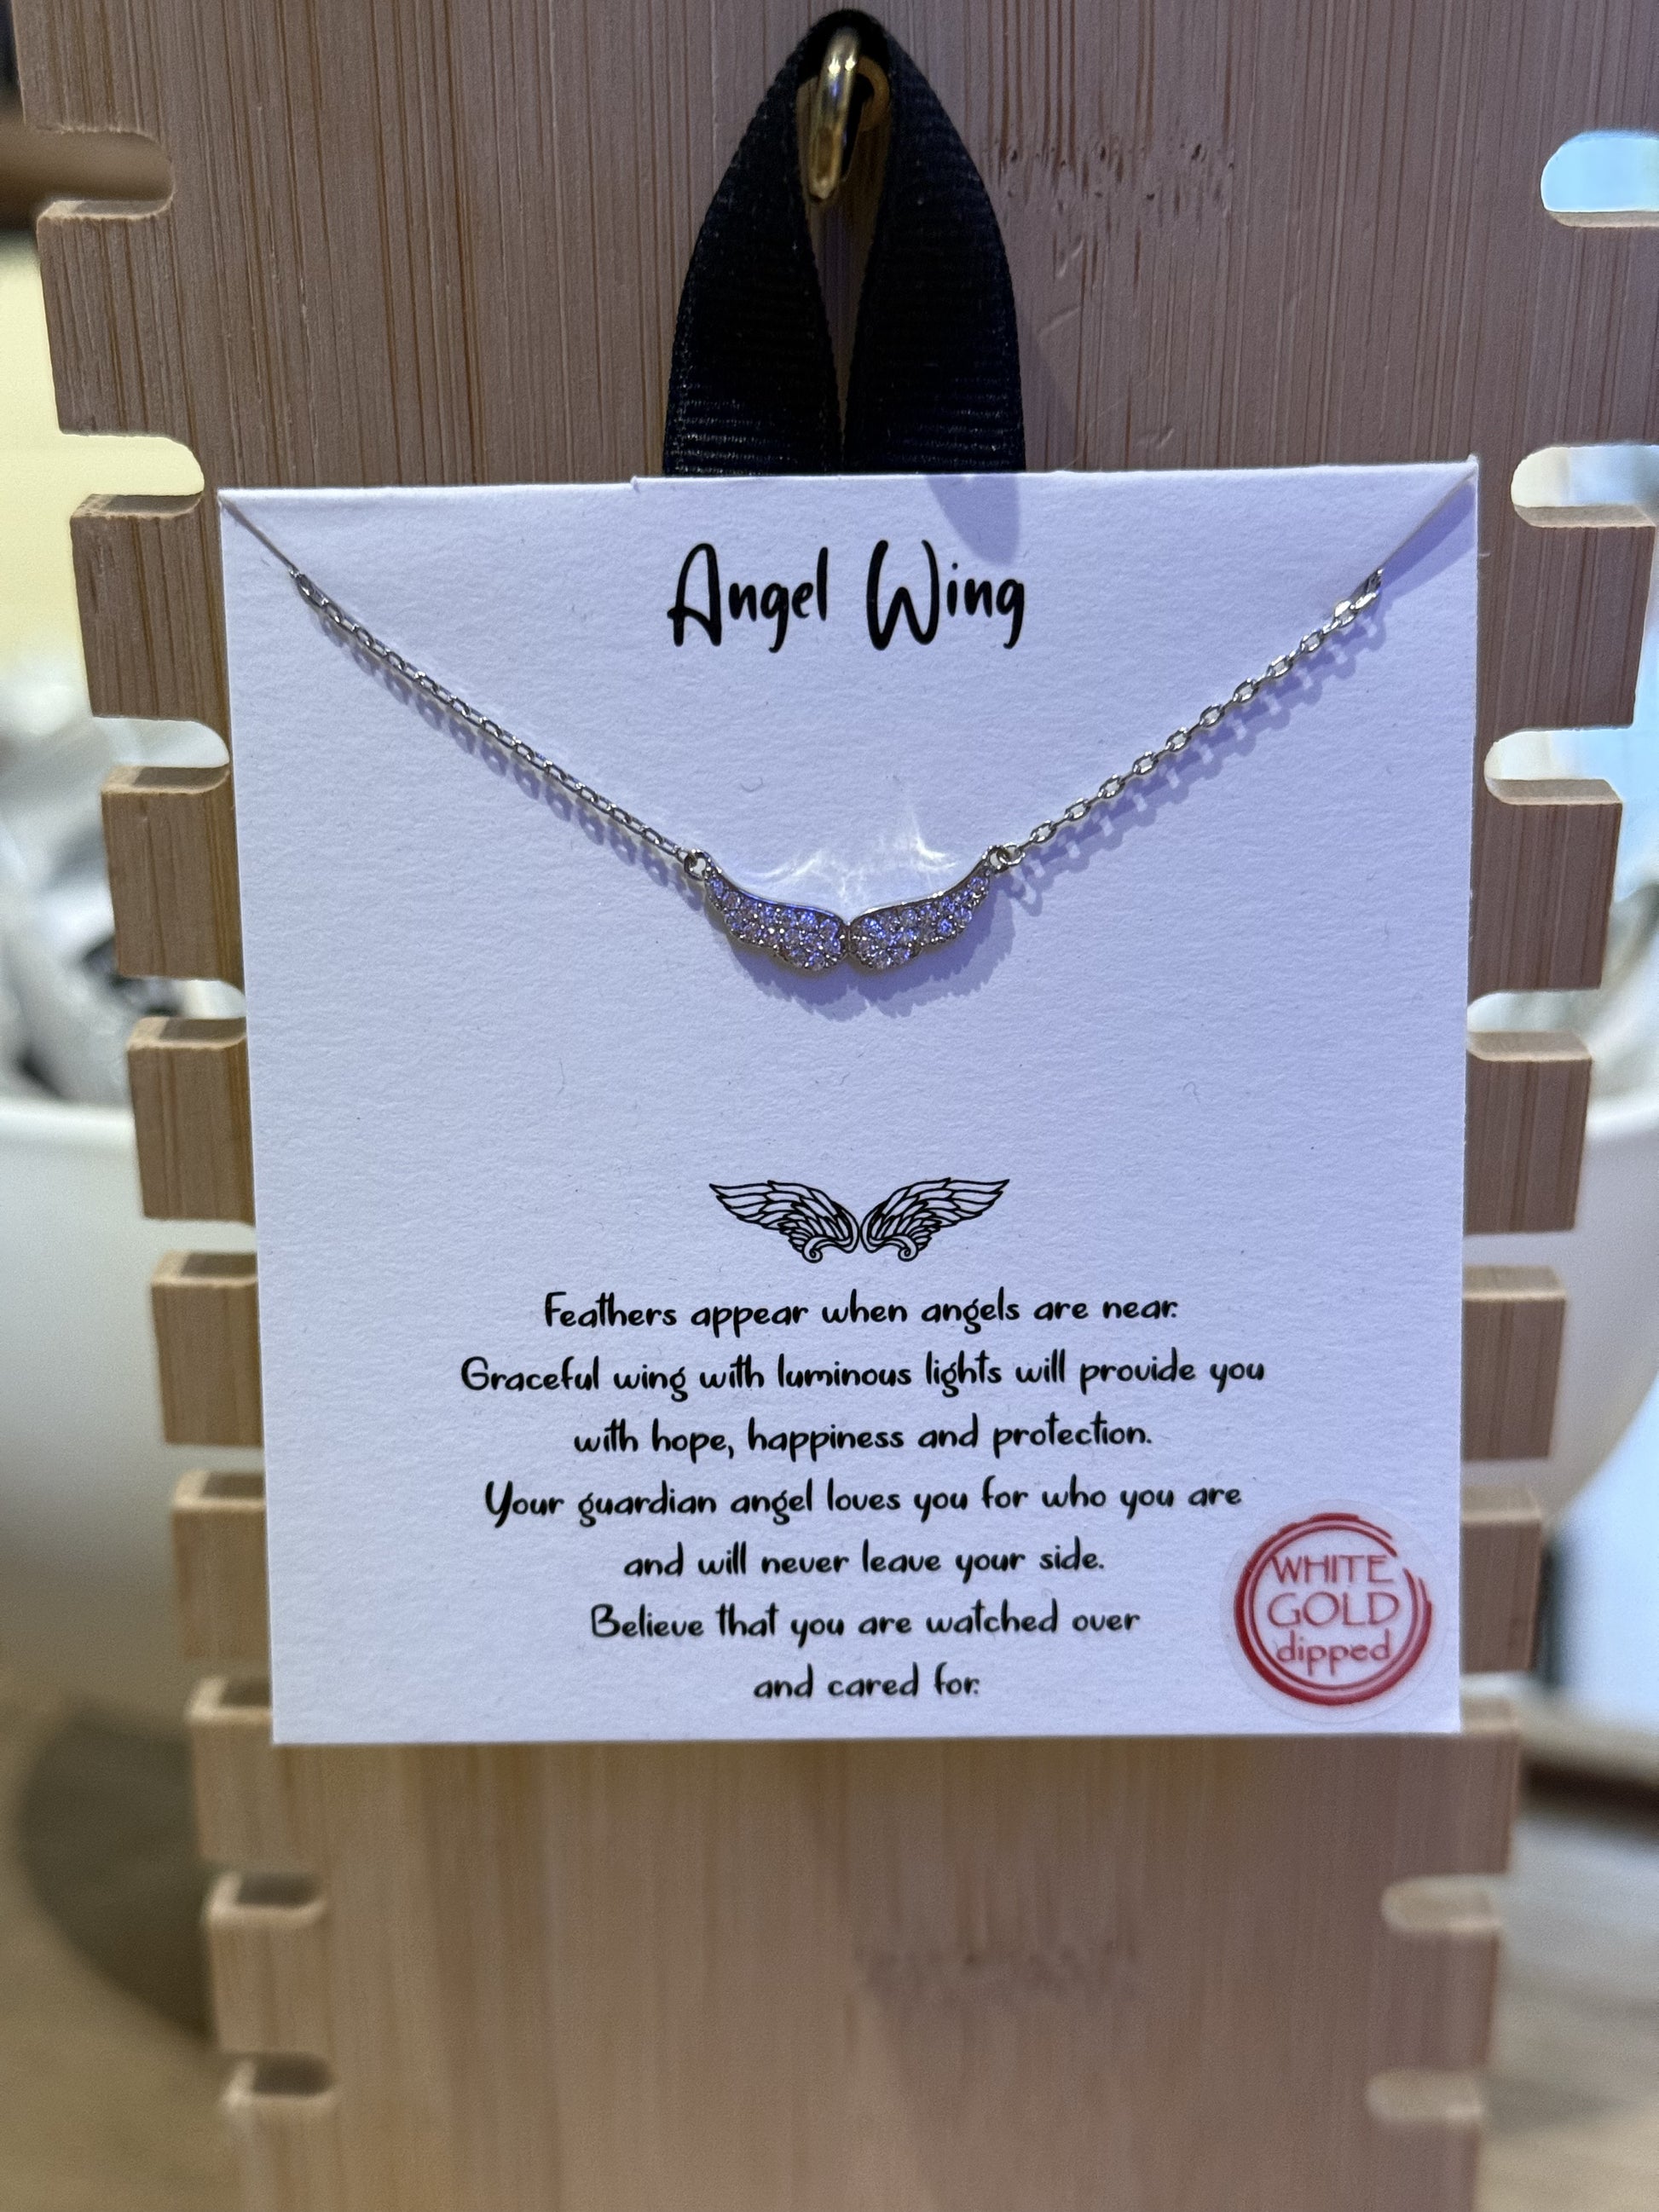 Angel Wing
Feathers appear when angels are near.
Graceful wing with luminous lights will provide you
with hope, happiness and protection.
Your guardian angel loves you for who you are
and will never leave your side.
Believe that you are watched over
and cared for.
WHITE
GOLD
dipped